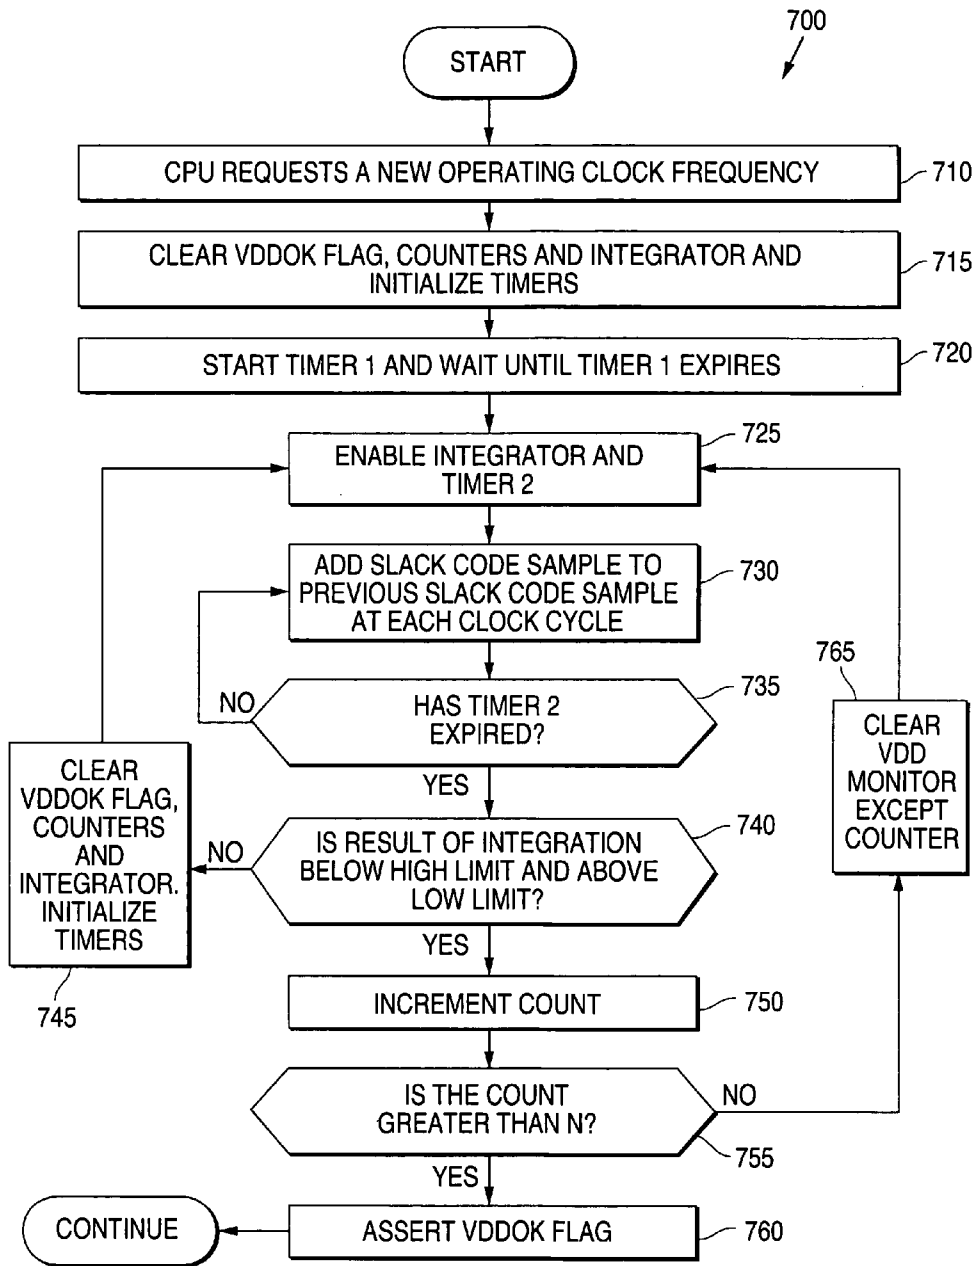 700
START
CPU REQUESTS A NEW OPERATING CLOCK FREQUENCY
710
CLEAR VDDOK FLAG, COUNTERS AND INTEGRATOR AND
INITIALIZE TIMERS
715
START TIMER 1 AND WAIT UNTIL TIMER 1 EXPIRES
720
ENABLE INTEGRATOR AND
TIMER 2
725
ADD SLACK CODE SAMPLE TO
PREVIOUS SLACK CODE SAMPLE
AT EACH CLOCK CYCLE
730
HAS TIMER 2
EXPIRED?
735
NO
YES
765
CLEAR
VDD
MONITOR
EXCEPT
COUNTER
CLEAR
VDDOK FLAG,
COUNTERS
AND
INTEGRATOR.
INITIALIZE
TIMERS
745
NO
IS RESULT OF INTEGRATION
BELOW HIGH LIMIT AND ABOVE
LOW LIMIT?
740
YES
INCREMENT COUNT
750
IS THE COUNT
GREATER THAN N?
NO
755
YES
ASSERT VDDOK FLAG
760
CONTINUE